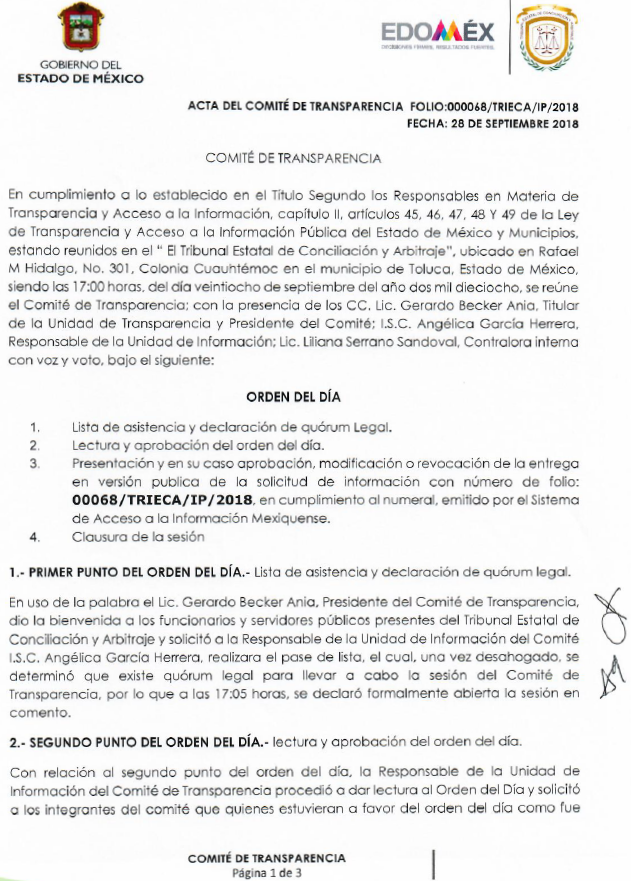 GOBIERNO DEL
ESTADO DE MÉXICO
EDOMÉX
DECISIONES FIRMES, RESULTADOS FUERTES.
ACTA DEL COMITÉ DE TRANSPARENCIA FOLIO:000068/TRIECA/IP/2018
FECHA: 28 DE SEPTIEMBRE 2018
COMITÉ DE TRANSPARENCIA
En cumplimiento a lo establecido en el Título Segundo los Responsables en Materia de
Transparencia y Acceso a la Información, capítulo II, artículos 45, 46, 47, 48 Y 49 de la Ley
de Transparencia y Acceso a la Información Pública del Estado de México y Municipios,
estando reunidos en el " El Tribunal Estatal de Conciliación y Arbitraje", ubicado en Rafael
M Hidalgo, No. 301, Colonia Cuauhtémoc en el municipio de Toluca, Estado de México,
siendo las 17:00 horas, del día veintiocho de septiembre del año dos mil dieciocho, se reúne
el Comité de Transparencia; con la presencia de los CC. Lic. Gerardo Becker Ania, Titular
de la Unidad de Transparencia y Presidente del Comité; I.S.C. Angélica García Herrera,
Responsable de la Unidad de Información; Lic. Liliana Serrano Sandoval, Contralora interna
con voz y voto, bajo el siguiente:
ORDEN DEL DÍA
1. Lista de asistencia y declaración de quórum Legal.
2. Lectura y aprobación del orden del día.
3. Presentación y en su caso aprobación, modificación o revocación de la entrega
en versión publica de la solicitud de información con número de folio:
00068/TRIECA/IP/2018, en cumplimiento al numeral, emitido por el Sistema
de Acceso a la Información Mexiquense.
4. Clausura de la sesión
1.- PRIMER PUNTO DEL ORDEN DEL DÍA.- Lista de asistencia y declaración de quórum legal.
En uso de la palabra el Lic. Gerardo Becker Ania, Presidente del Comité de Transparencia,
dio la bienvenida a los funcionarios y servidores públicos presentes del Tribunal Estatal de
Conciliación y Arbitraje y solicitó a la Responsable de la Unidad de Información del Comité
I.S.C. Angélica García Herrera, realizara el pase de lista, el cual, una vez desahogado, se
determinó que existe quórum legal para llevar a cabo la sesión del Comité de
Transparencia, por lo que a las 17:05 horas, se declaró formalmente abierta la sesión en
comento.
2.- SEGUNDO PUNTO DEL ORDEN DEL DÍA.- lectura y aprobación del orden del día.
Con relación al segundo punto del orden del día, la Responsable de la Unidad de
Información del Comité de Transparencia procedió a dar lectura al Orden del Día y solicitó
a los integrantes del comité que quienes estuvieran a favor del orden del día como fue
COMITÉ DE TRANSPARENCIA
Página 1 de 3